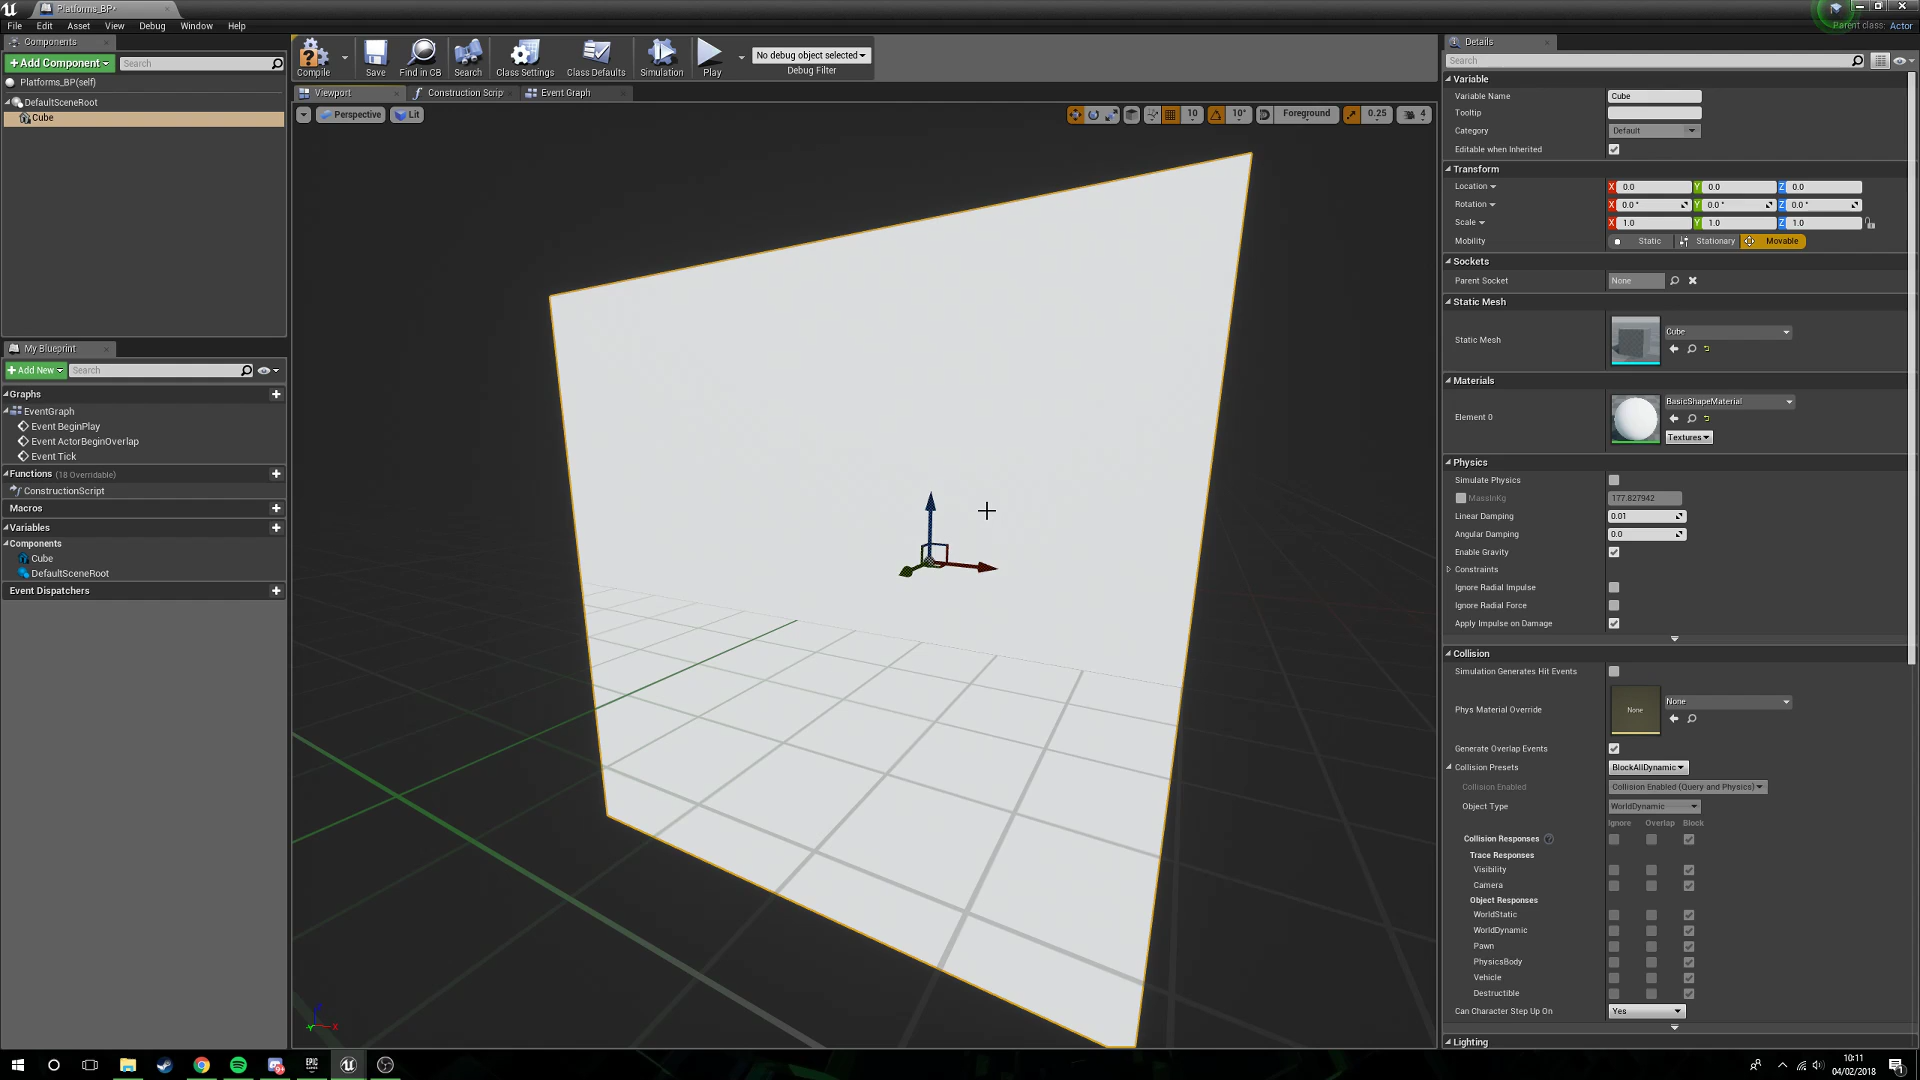 Platforms_BP*
File Edit Asset View Debug Window Help
Parent class: Actor
Components
+Add Component
Search
Platforms_BP(self)
DefaultSceneRoot
Cube
My Blueprint
+Add New
Search
Graphs
EventGraph
Event BeginPlay
Event ActorBeginOverlap
Event Tick
Functions (18 Overridable)
ConstructionScript
Macros
Variables
Components
Cube
DefaultSceneRoot
Event Dispatchers
Compile
Save
Find in CB
Search
Class Settings
Class Defaults
Simulation
Play
No debug object selected
Debug Filter
Viewport
Construction Scrip
Event Graph
Perspective
Lit
10
10°
Foreground
0.25
4
Details
Search
Variable
Variable Name Cube
Tooltip
Category Default
Editable when Inherited
Transform
Location X 0.0 Y 0.0 Z 0.0
Rotation X 0.0 ° Y 0.0 ° Z 0.0 °
Scale X 1.0 Y 1.0 Z 1.0
Mobility Static Stationary Movable
Sockets
Parent Socket None
Static Mesh
Static Mesh Cube
Materials
Element 0 BasicShapeMaterial
Textures
Physics
Simulate Physics
MassInKg 177.827942
Linear Damping 0.01
Angular Damping 0.0
Enable Gravity
Constraints
Ignore Radial Impulse
Ignore Radial Force
Apply Impulse on Damage
Collision
Simulation Generates Hit Events
Phys Material Override None None
Generate Overlap Events
Collision Presets BlockAllDynamic
Collision Enabled Collision Enabled (Query and Physics)
Object Type WorldDynamic
Ignore Overlap Block
Collision Responses
Trace Responses
Visibility
Camera
Object Responses
WorldStatic
WorldDynamic
Pawn
PhysicsBody
Vehicle
Destructible
Can Character Step Up On Yes
Lighting
EPIC
GAMES
10:11
04/02/2018